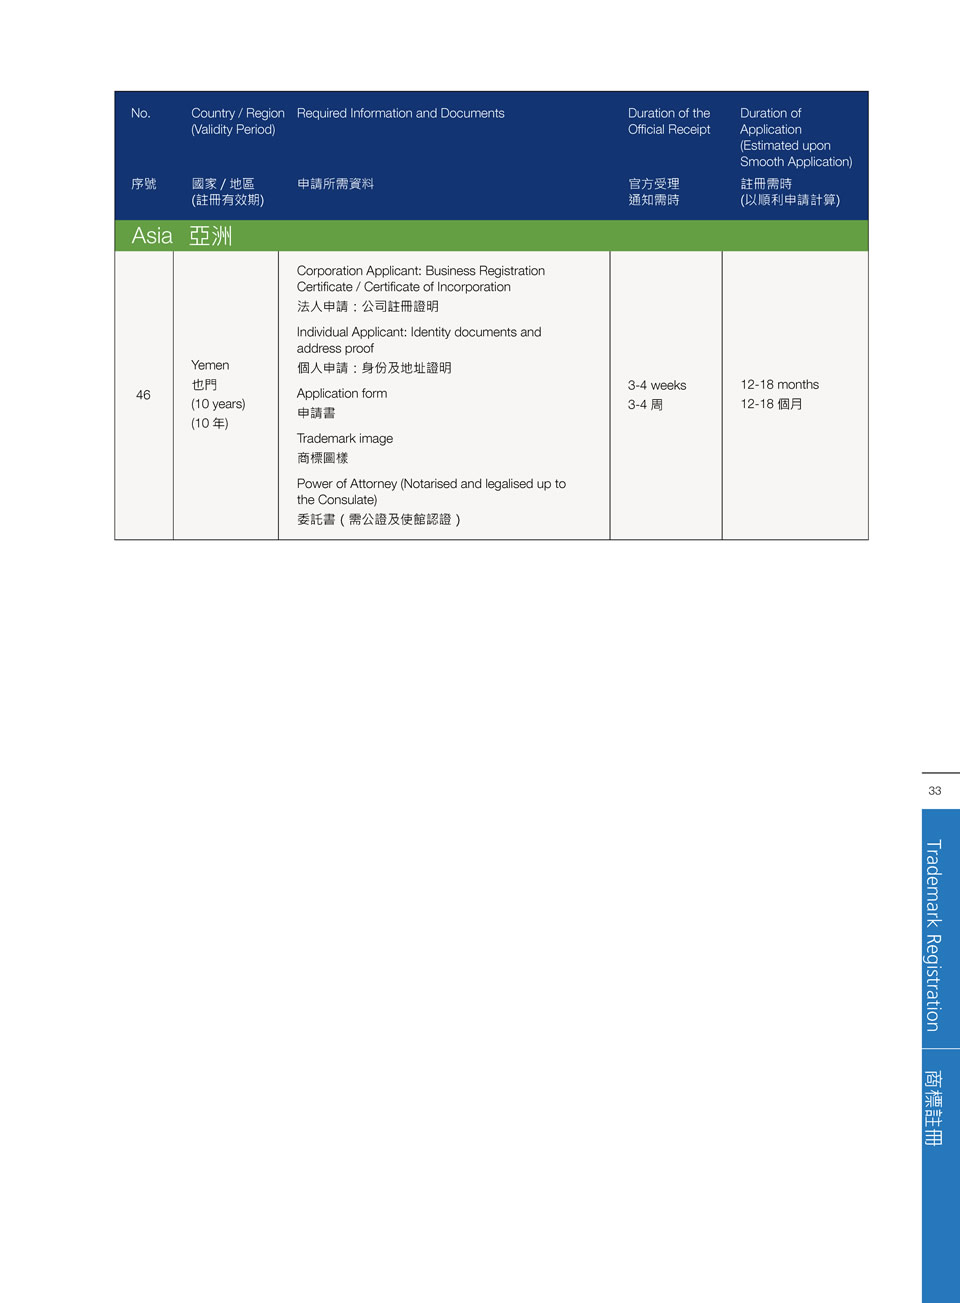 No.
Country / Region
(Validity Period)
Required Information and Documents
Duration of the
Official Receipt
Duration of
Application
(Estimated upon
Smooth Application)
序號
國家 / 地區
(註冊有效期)
申請所需資料
官方受理
通知需時
註冊需時
(以順利申請計算)
Asia 亞洲
46
Yemen
也門
(10 years)
(10 年)
Corporation Applicant: Business Registration
Certificate / Certificate of Incorporation
法人申請：公司註冊證明
Individual Applicant: Identity documents and
address proof
個人申請：身份及地址證明
Application form
申請書
Trademark image
商標圖樣
Power of Attorney (Notarised and legalised up to
the Consulate)
委託書（需公證及使館認證）
3-4 weeks
3-4 周
12-18 months
12-18 個月
33
Trademark Registration
商標註冊